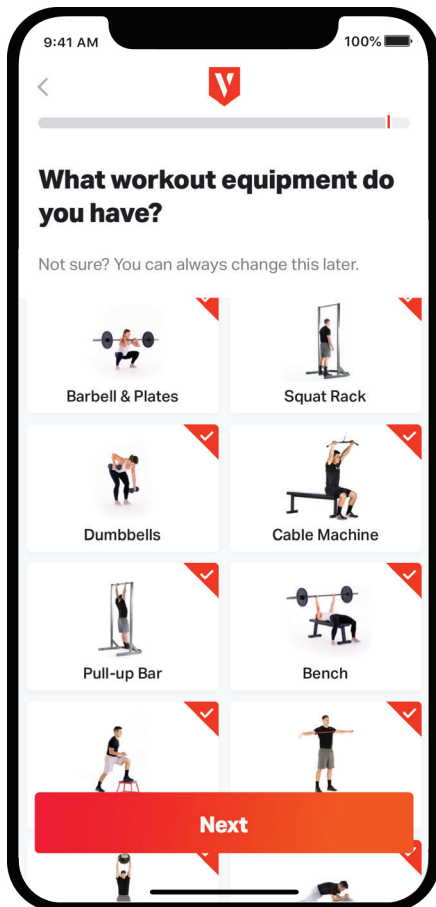 9:41 AM
100%
What workout equipment do
you have?
Not sure? You can always change this later.
Barbell & Plates
Squat Rack
Dumbbells
Cable Machine
Pull-up Bar
Bench
Next